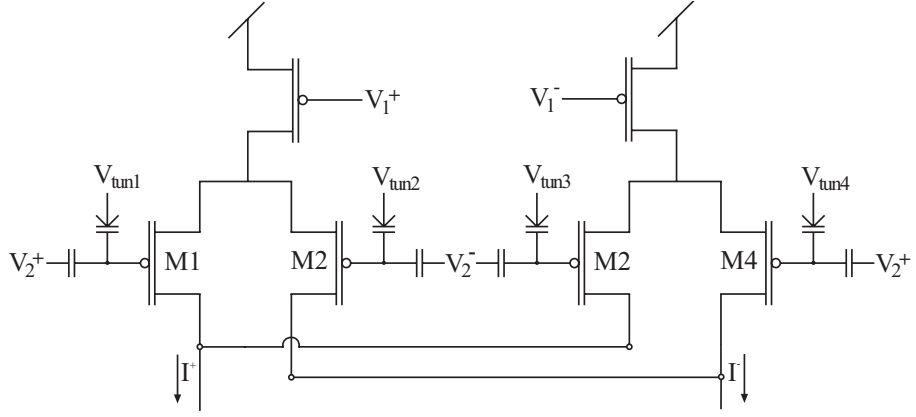 V1+ V1-
Vtun1 Vtun2 Vtun3 Vtun4
V2+ M1 M2 V2- M2 M4 V2+
I+ I-